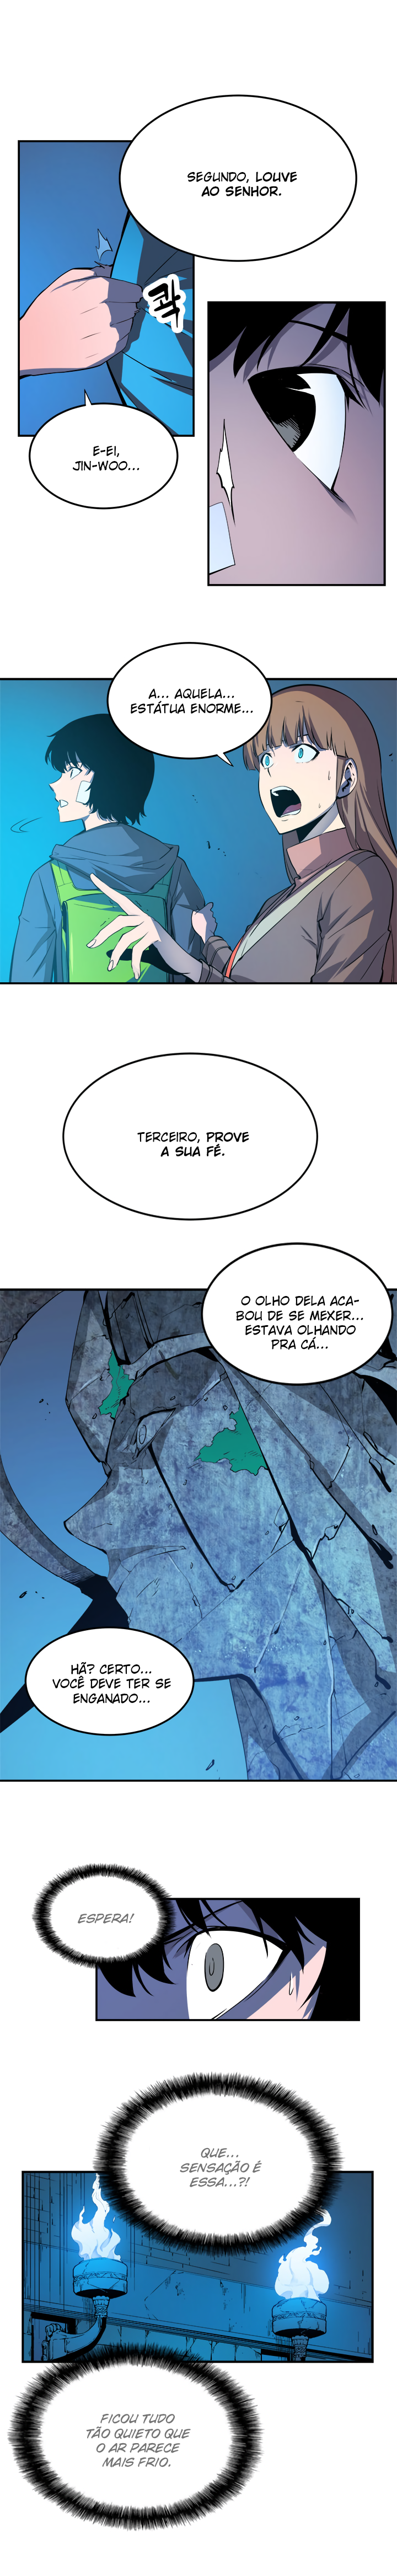 SEGUNDO, LOUVE
AO SENHOR.
콱
E-EI,
JIN-WOO...
A... AQUELA...
ESTÁTUA ENORME...
TERCEIRO, PROVE
A SUA FÉ.
O OLHO DELA ACA-
BOU DE SE MEXER...
ESTAVA OLHANDO
PRA CÁ...
HÃ? CERTO...
VOCÊ DEVE TER SE
ENGANADO...
ESPERA!
QUE...
SENSAÇÃO É
ESSA...?!
FICOU TUDO
TÃO QUIETO QUE
O AR PARECE
MAIS FRIO.